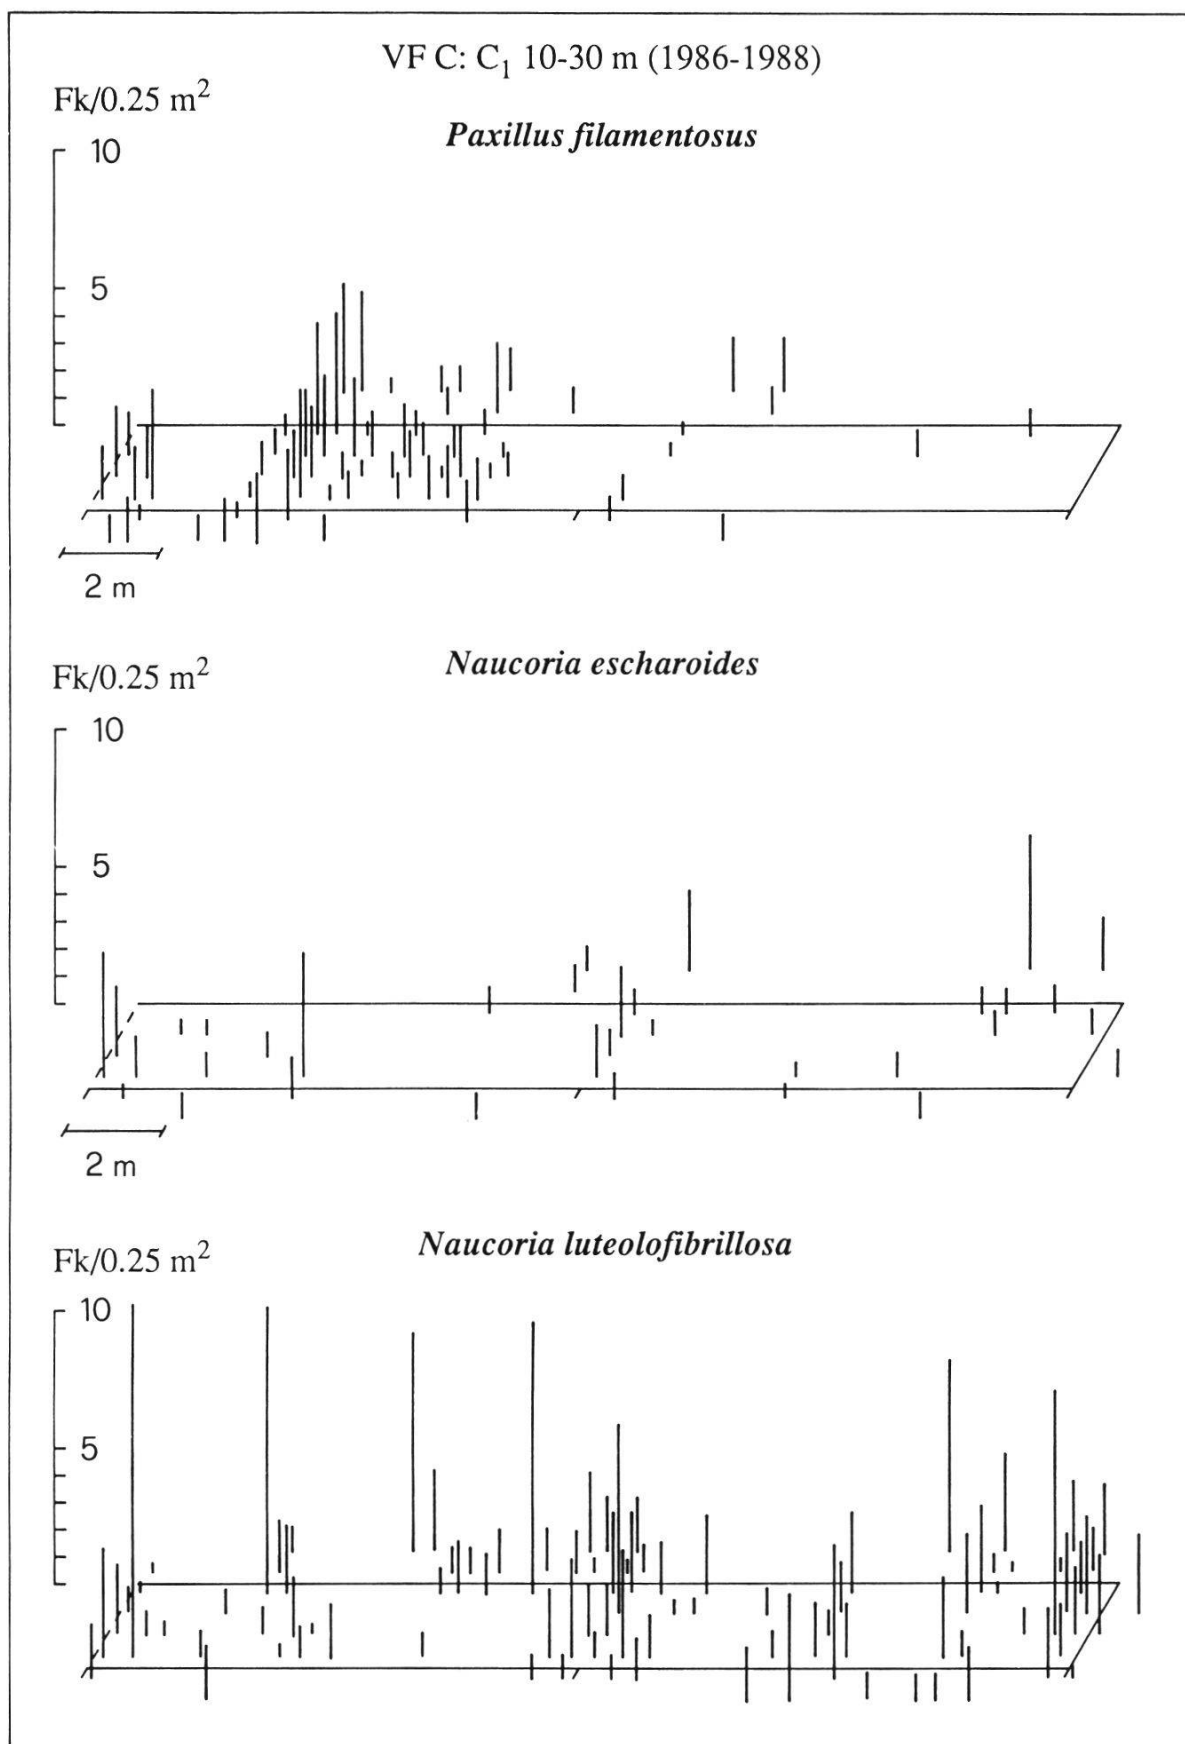 VF C: C₁ 10-30 m (1986-1988)
Fk/0.25 m²
Paxillus filamentosus
10
5
2 m
Fk/0.25 m²
Naucoria escharoides
10
5
2 m
Fk/0.25 m²
Naucoria luteolofibrillosa
10
5